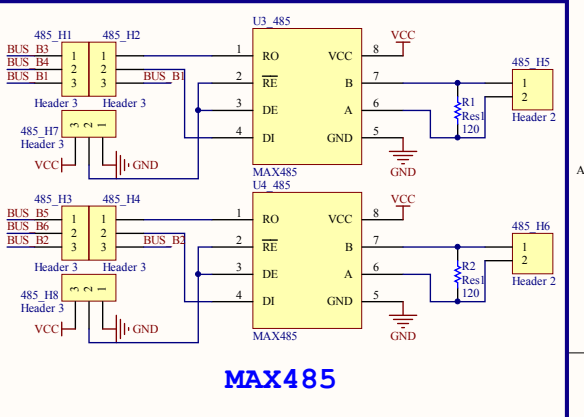 U3_485
485_H1 485_H2
BUS_B3 1 1 1 RO VCC 8 VCC
BUS_B4 2 2
BUS_B1 3 3 BUS_B1 2 RE B 7 485_H5
Header 3 Header 3 3 DE A 6 R1 1
Res1 2
485_H7 3 2 1 120 Header 2
Header 3 4 DI GND 5
VCC GND GND
MAX485
U4_485
485_H3 485_H4
BUS_B5 1 1 1 RO VCC 8 VCC
BUS_B6 2 2
BUS_B2 3 3 BUS_B2 2 RE B 7 485_H6
Header 3 Header 3 3 DE A 6 R2 1
Res1 2
485_H8 3 2 1 120 Header 2
Header 3 4 DI GND 5
VCC GND GND
MAX485
MAX485
A